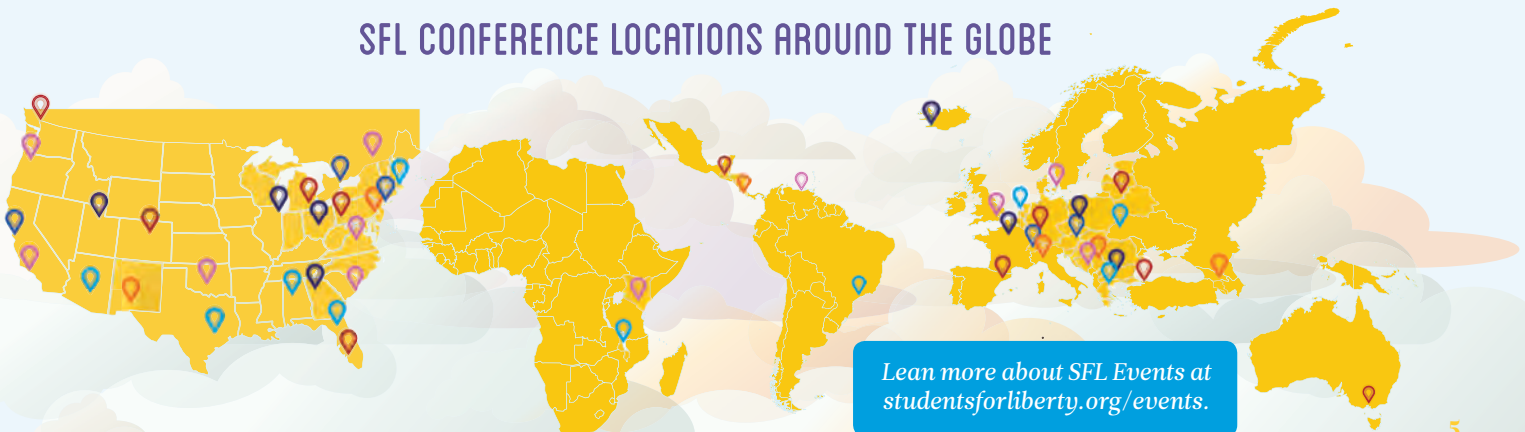 SFL CONFERENCE LOCATIONS AROUND THE GLOBE
Lean more about SFL Events at
studentsforliberty.org/events.